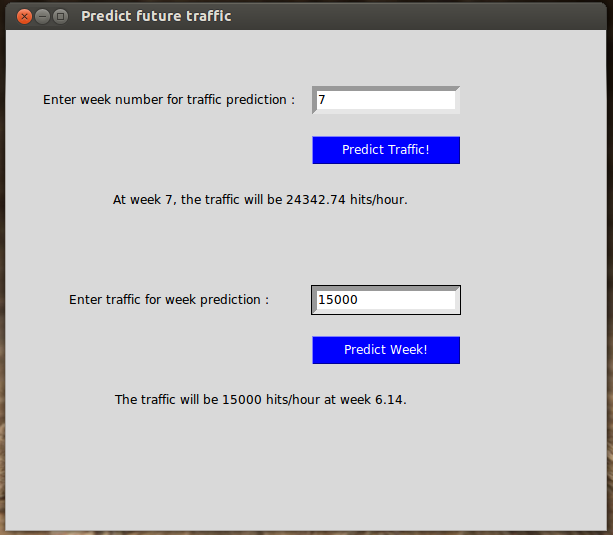 Predict future traffic
Enter week number for traffic prediction : 7
Predict Traffic!
At week 7, the traffic will be 24342.74 hits/hour.
Enter traffic for week prediction : 15000
Predict Week!
The traffic will be 15000 hits/hour at week 6.14.